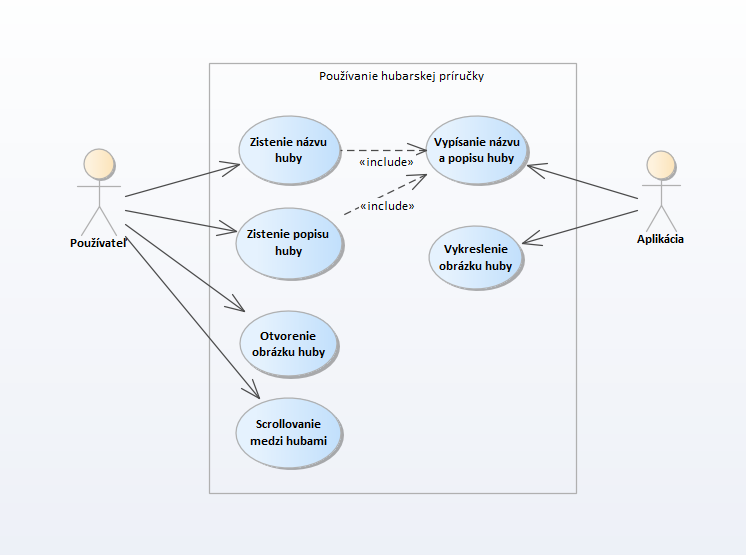 Používanie hubarskej príručky
Zistenie názvu
huby
«include»
Vypísanie názvu
a popisu huby
Zistenie popisu
huby
«include»
Používateľ
Aplikácia
Vykreslenie
obrázku huby
Otvorenie
obrázku huby
Scrollovanie
medzi hubami